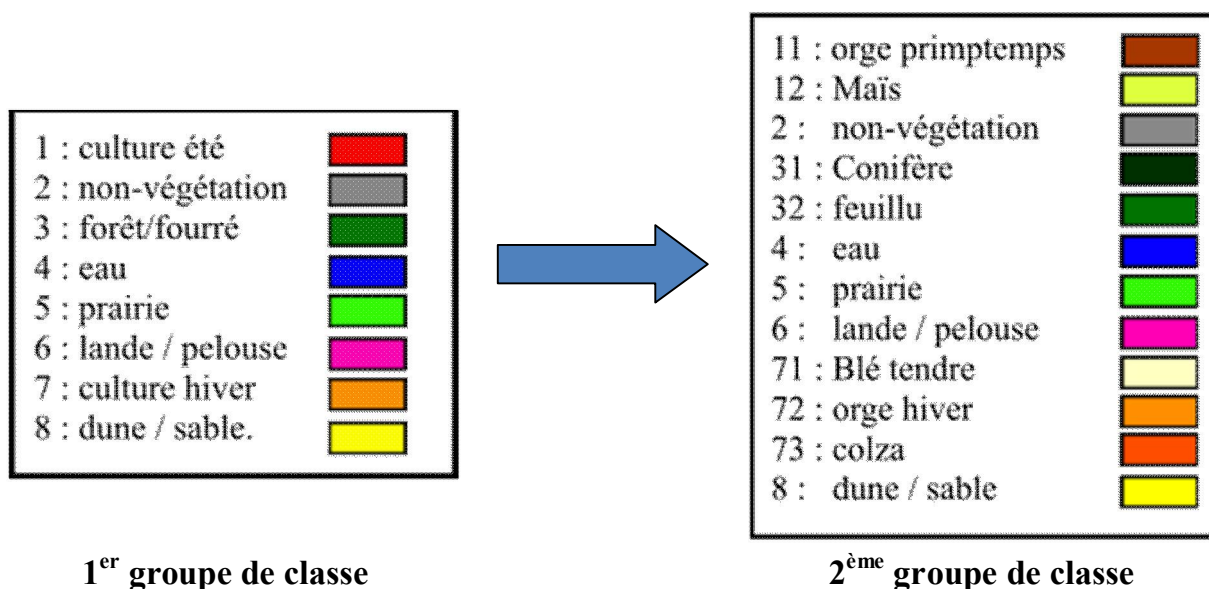 1 : culture été
2 : non-végétation
3 : forêt/fourré
4 : eau
5 : prairie
6 : lande / pelouse
7 : culture hiver
8 : dune / sable.
1er groupe de classe
11 : orge primptemps
12 : Maïs
2 : non-végétation
31 : Conifère
32 : feuillu
4 : eau
5 : prairie
6 : lande / pelouse
71 : Blé tendre
72 : orge hiver
73 : colza
8 : dune / sable
2ème groupe de classe